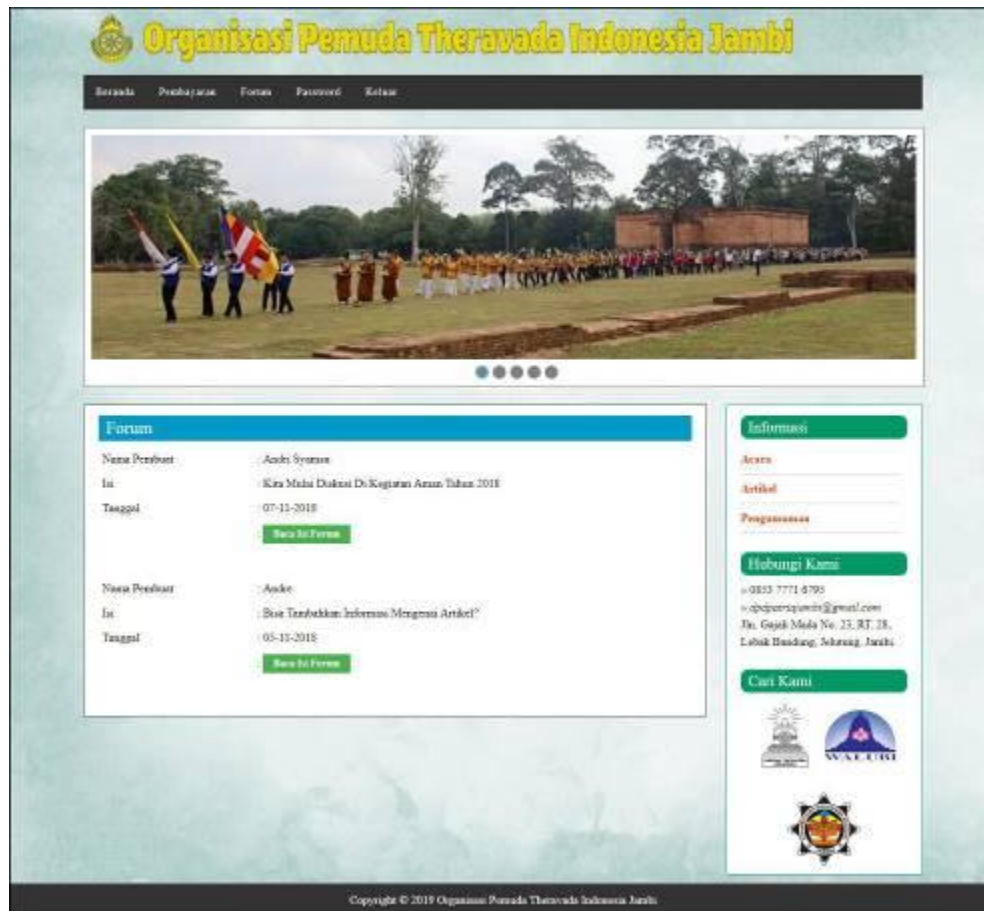 Organisasi Pemuda Theravada Indonesia Jambi
Beranda Pembayaran Forum Password Keluar
Forum
Nama Pembuat : Andri Syaman
Isi : Kita Mulai Diskusi Di Kegiatan Aman Tahun 2018
Tanggal : 07-11-2018
Baca Isi Forum
Nama Pembuat : Andre
Isi : Bisa Tambahkan Informasi Mengenai Artikel?
Tanggal : 05-11-2018
Baca Isi Forum
Informasi
Acara
Artikel
Pengumuman
Hubungi Kami
» 0853 7771 6795
Jln. Gajah Mada No. 23, RT. 28,
Lebak Bandung, Jelutung, Jambi
Cari Kami
WALUBI
Copyright © 2019 Organisasi Pemuda Theravada Indonesia Jambi